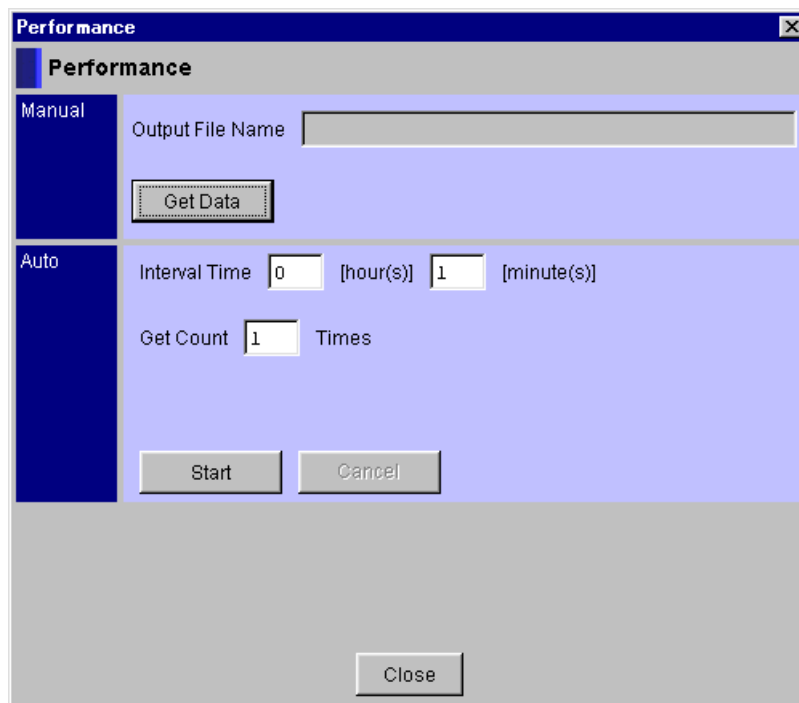 Performance
Performance
Manual
Output File Name
Get Data
Auto
Interval Time 0 [hour(s)] 1 [minute(s)]
Get Count 1 Times
Start Cancel
Close